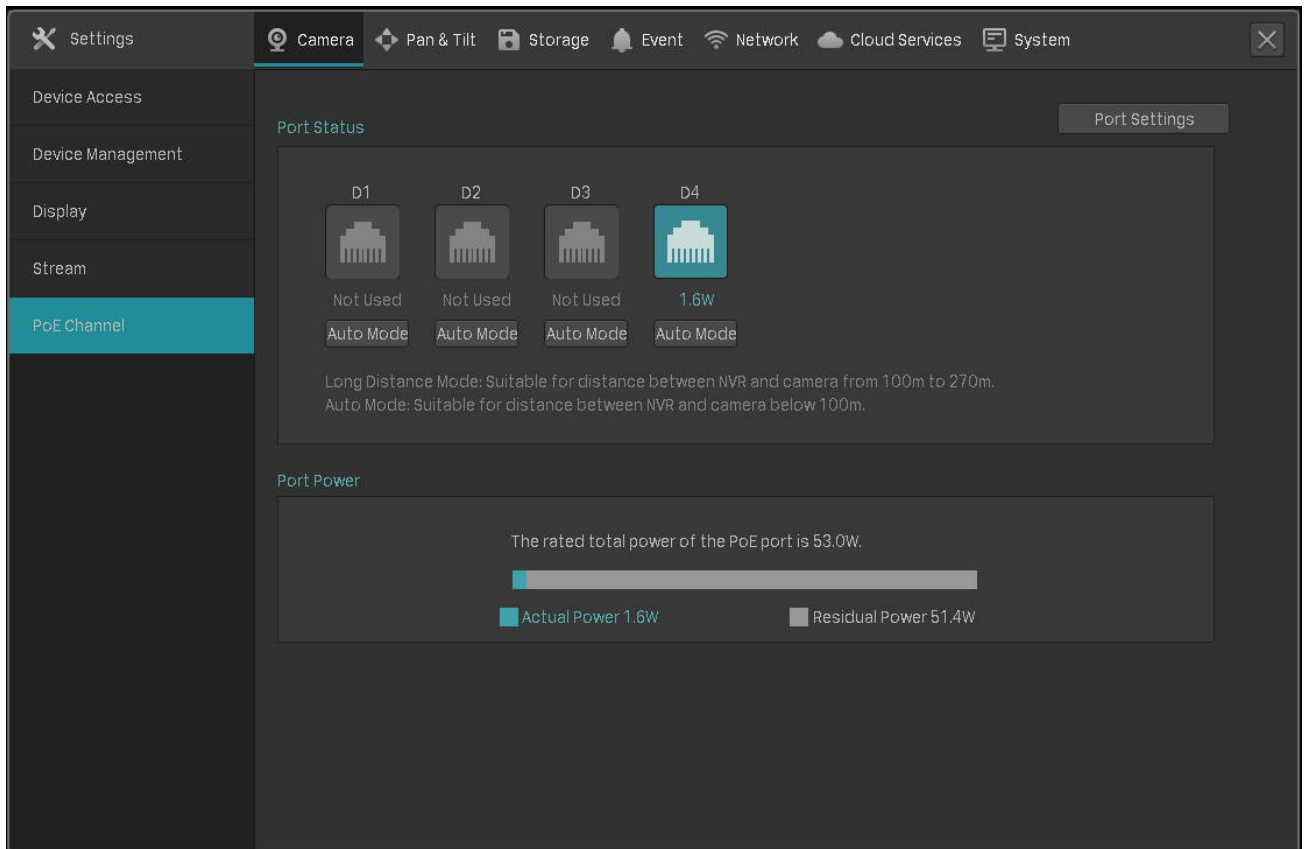 Settings
Camera Pan & Tilt Storage Event Network Cloud Services System
Device Access
Device Management
Display
Stream
PoE Channel
Port Status
Port Settings
D1 D2 D3 D4
Not Used Not Used Not Used 1.6W
Auto Mode Auto Mode Auto Mode Auto Mode
Long Distance Mode: Suitable for distance between NVR and camera from 100m to 270m.
Auto Mode: Suitable for distance between NVR and camera below 100m.
Port Power
The rated total power of the PoE port is 53.0W.
Actual Power 1.6W Residual Power 51.4W